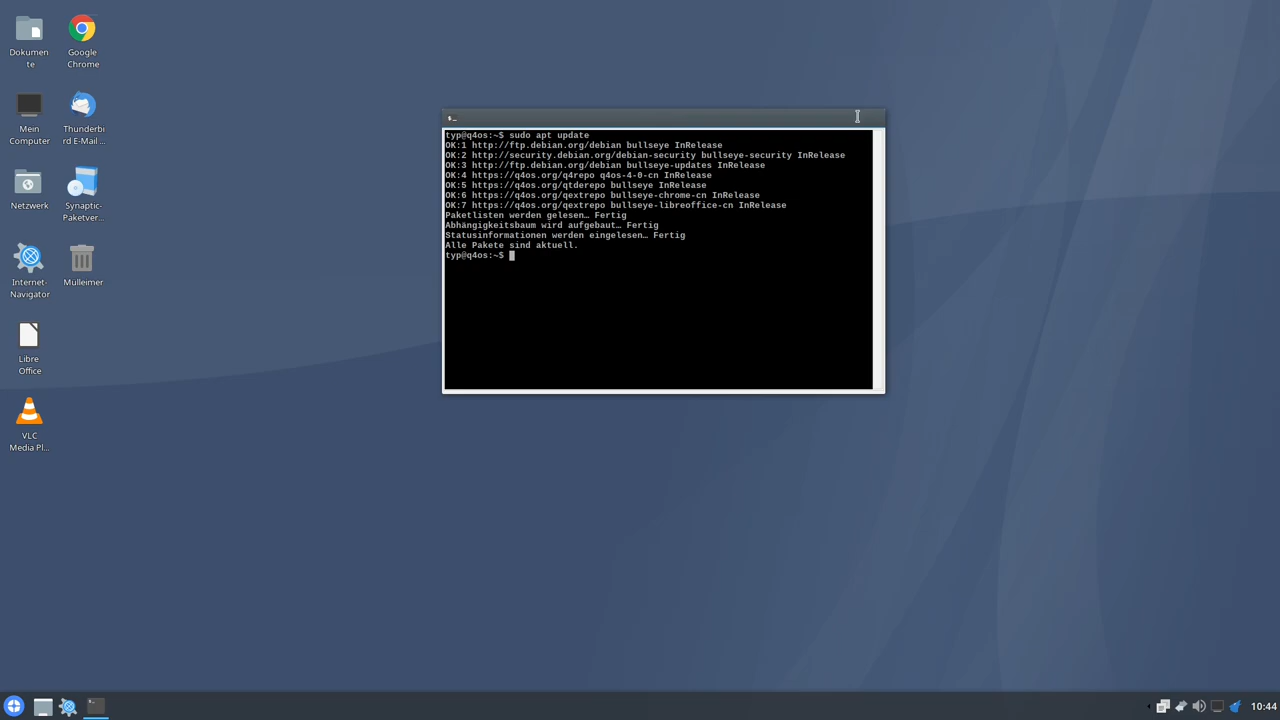 Dokumen
te
Google
Chrome
Mein
Computer
Thunderbi
rd E-Mail ...
Netzwerk
Synaptic-
Paketver...
Internet-
Navigator
Mülleimer
Libre
Office
VLC
Media Pl...
typ@q4os:~$ sudo apt update
OK:1 http://ftp.debian.org/debian bullseye InRelease
OK:2 http://security.debian.org/debian-security bullseye-security InRelease
OK:3 http://ftp.debian.org/debian bullseye-updates InRelease
OK:4 https://q4os.org/q4repo q4os-4-0-cn InRelease
OK:5 https://q4os.org/qtderepo bullseye InRelease
OK:6 https://q4os.org/qextrepo bullseye-chrome-cn InRelease
OK:7 https://q4os.org/qextrepo bullseye-libreoffice-cn InRelease
Paketlisten werden gelesen… Fertig
Abhängigkeitsbaum wird aufgebaut… Fertig
Statusinformationen werden eingelesen… Fertig
Alle Pakete sind aktuell.
typ@q4os:~$
10:44